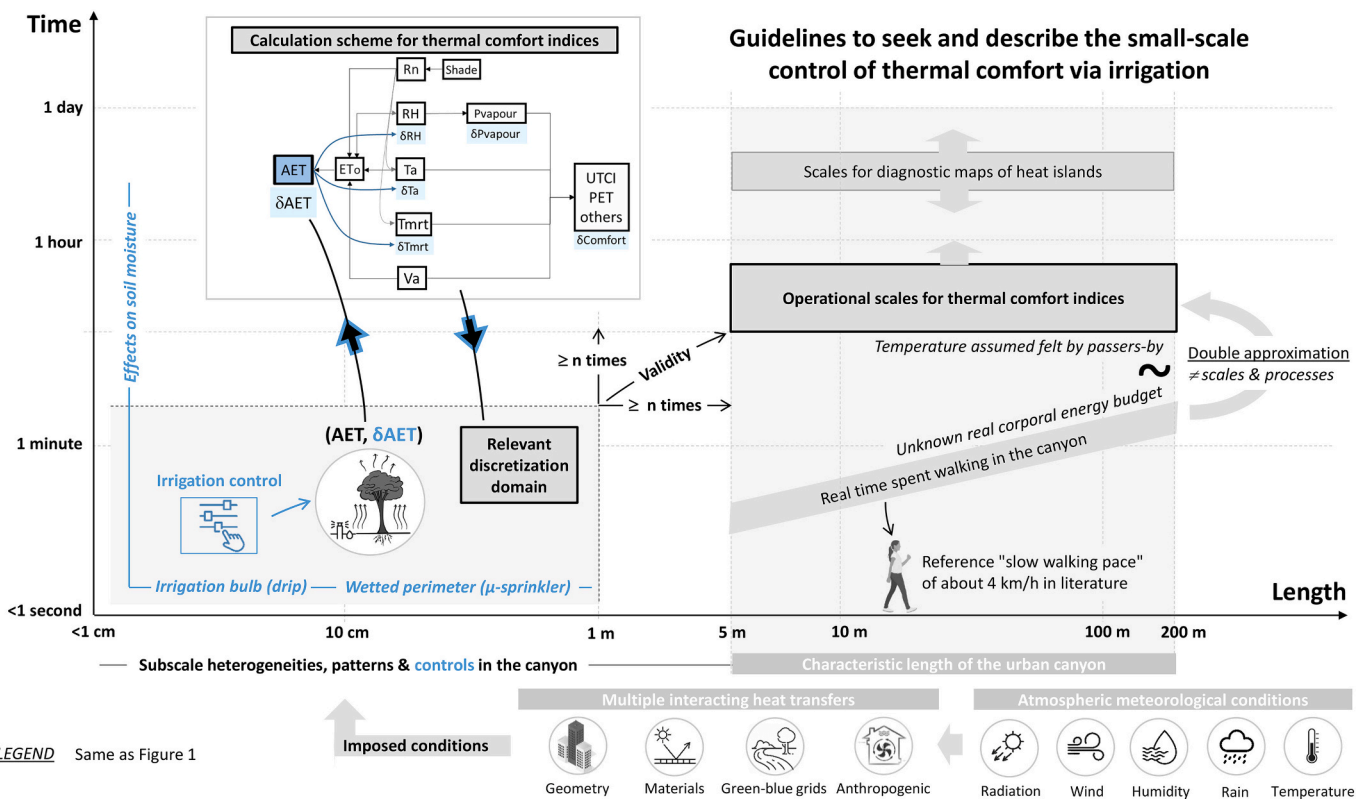 Time
Calculation scheme for thermal comfort indices
Rn
Shade
RH
Pvapour
δRH
δPvapour
AET
ETo
Ta
δAET
δTa
UTCI
PET
others
Tmrt
δTmrt
δComfort
Va
Guidelines to seek and describe the small-scale
control of thermal comfort via irrigation
1 day
1 hour
1 minute
<1 second
Scales for diagnostic maps of heat islands
Operational scales for thermal comfort indices
Temperature assumed felt by passers-by
~
Double approximation
≠ scales & processes
Unknown real corporal energy budget
Real time spent walking in the canyon
Reference "slow walking pace"
of about 4 km/h in literature
Effects on soil moisture
≥ n times
Validity
≥ n times
(AET, δAET)
Relevant
discretization
domain
Irrigation control
Irrigation bulb (drip)
Wetted perimeter (μ-sprinkler)
Length
<1 cm
10 cm
1 m
5 m
10 m
100 m
200 m
Subscale heterogeneities, patterns & controls in the canyon
Characteristic length of the urban canyon
Multiple interacting heat transfers
Atmospheric meteorological conditions
Imposed conditions
LEGEND Same as Figure 1
Geometry
Materials
Green-blue grids
Anthropogenic
Radiation
Wind
Humidity
Rain
Temperature